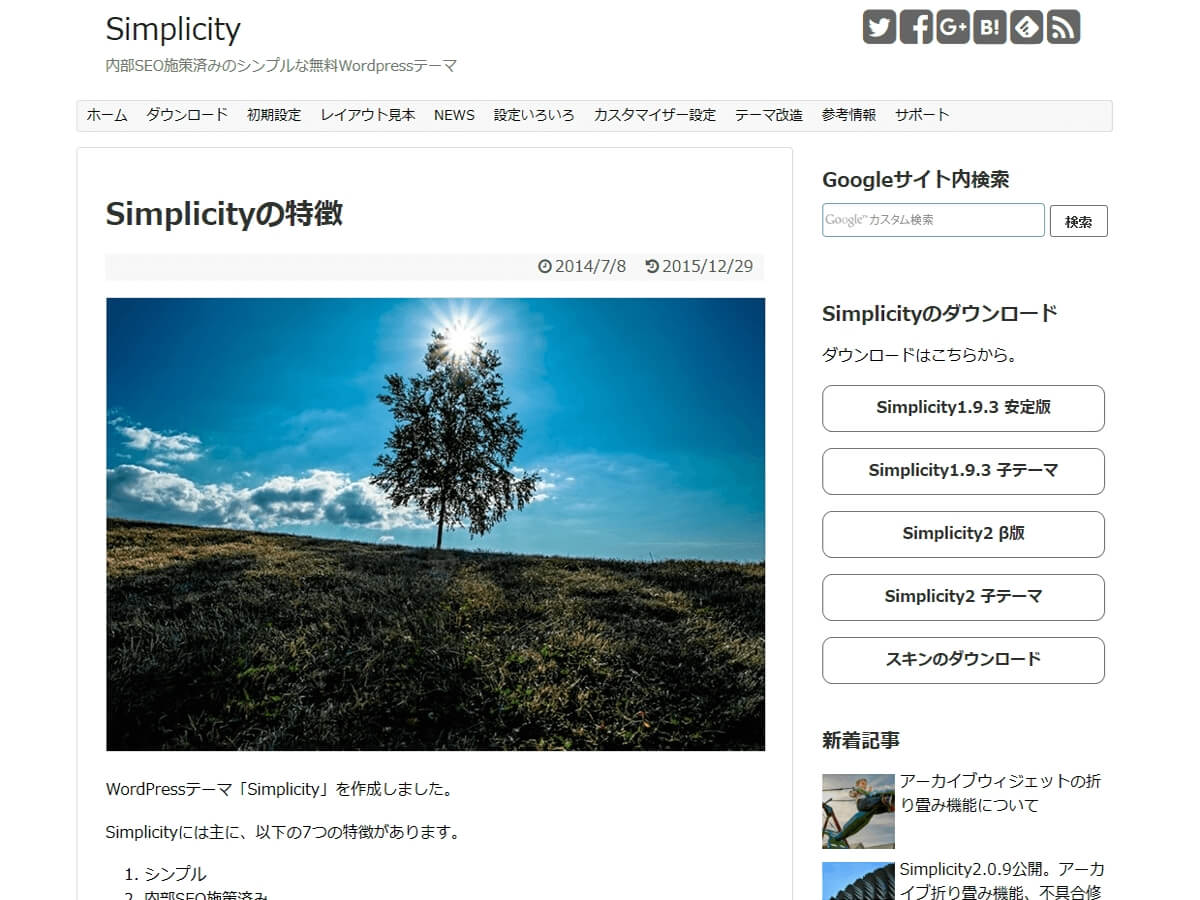 Simplicity
内部SEO施策済みのシンプルな無料Wordpressテーマ
G+ B!
ホーム ダウンロード 初期設定 レイアウト見本 NEWS 設定いろいろ カスタマイザー設定 テーマ改造 参考情報 サポート
Simplicityの特徴
2014/7/8 2015/12/29
WordPressテーマ「Simplicity」を作成しました。
Simplicityには主に、以下の7つの特徴があります。
1. シンプル
2. 内部SEO施策済み
Googleサイト内検索
Google™ カスタム検索 検索
Simplicityのダウンロード
ダウンロードはこちらから。
Simplicity1.9.3 安定版
Simplicity1.9.3 子テーマ
Simplicity2 β版
Simplicity2 子テーマ
スキンのダウンロード
新着記事
アーカイブウィジェットの折
り畳み機能について
Simplicity2.0.9公開。アーカ
イブ折り畳み機能、不具合修